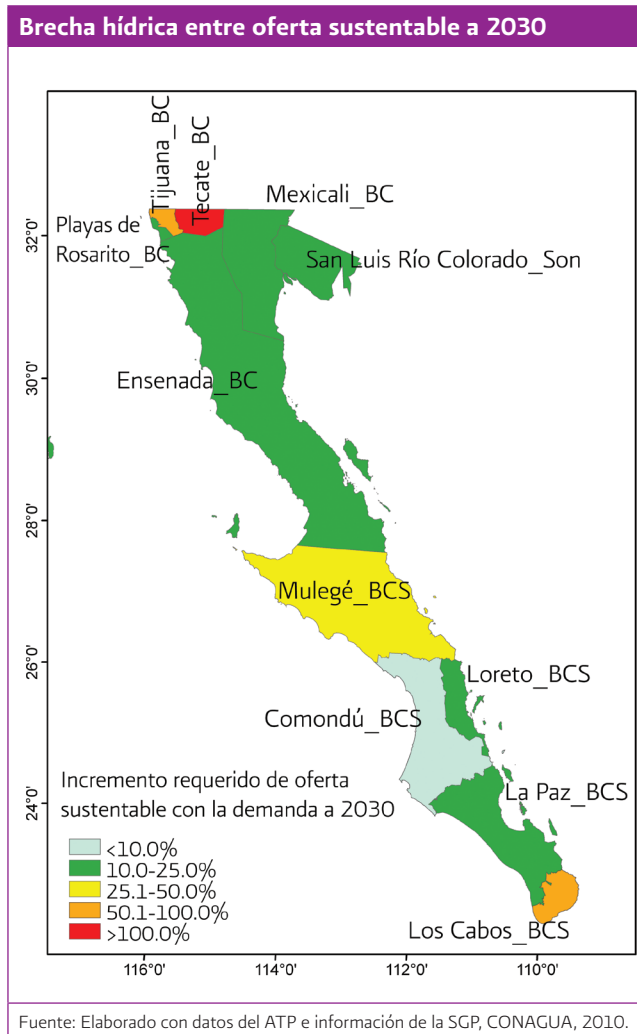 Brecha hídrica entre oferta sustentable a 2030
Tijuana_BC
Tecate_BC
Mexicali_BC
Playas de
Rosarito_BC
San Luis Río Colorado_Son
Ensenada_BC
Mulegé_BCS
Loreto_BCS
Comondú_BCS
La Paz_BCS
Los Cabos_BCS
32°0'
30°0'
28°0'
26°0'
24°0'
Incremento requerido de oferta
sustentable con la demanda a 2030
<10.0%
10.0-25.0%
25.1-50.0%
50.1-100.0%
>100.0%
116°0'
114°0'
112°0'
110°0'
Fuente: Elaborado con datos del ATP e información de la SGP, CONAGUA, 2010.